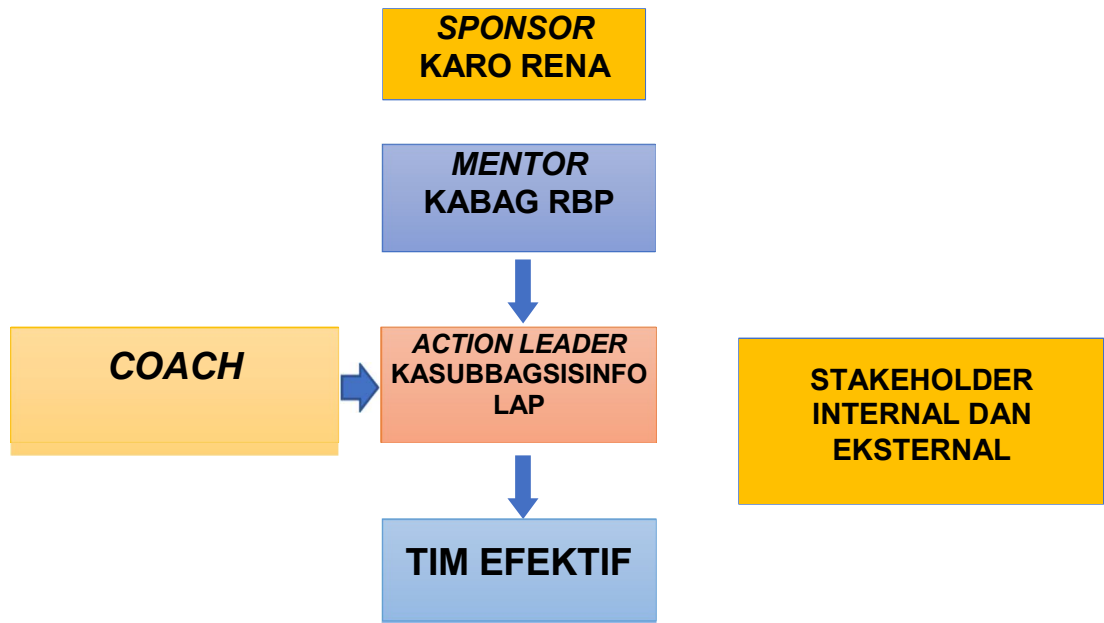 SPONSOR
KARO RENA
MENTOR
KABAG RBP
COACH
ACTION LEADER
KASUBBAGSISINFO
LAP
STAKEHOLDER
INTERNAL DAN
EKSTERNAL
TIM EFEKTIF